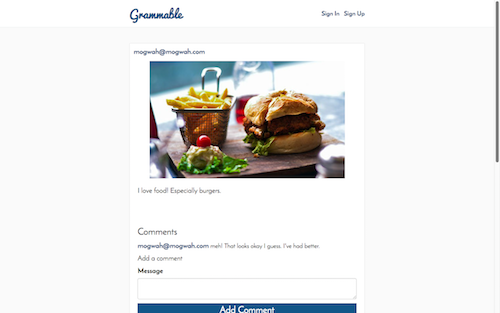 Grammable
Sign In Sign Up
mogwah@mogwah.com
I love food! Especially burgers.
Comments
mogwah@mogwah.com meh! That looks okay I guess. I've had better.
Add a comment
Message
Add Comment